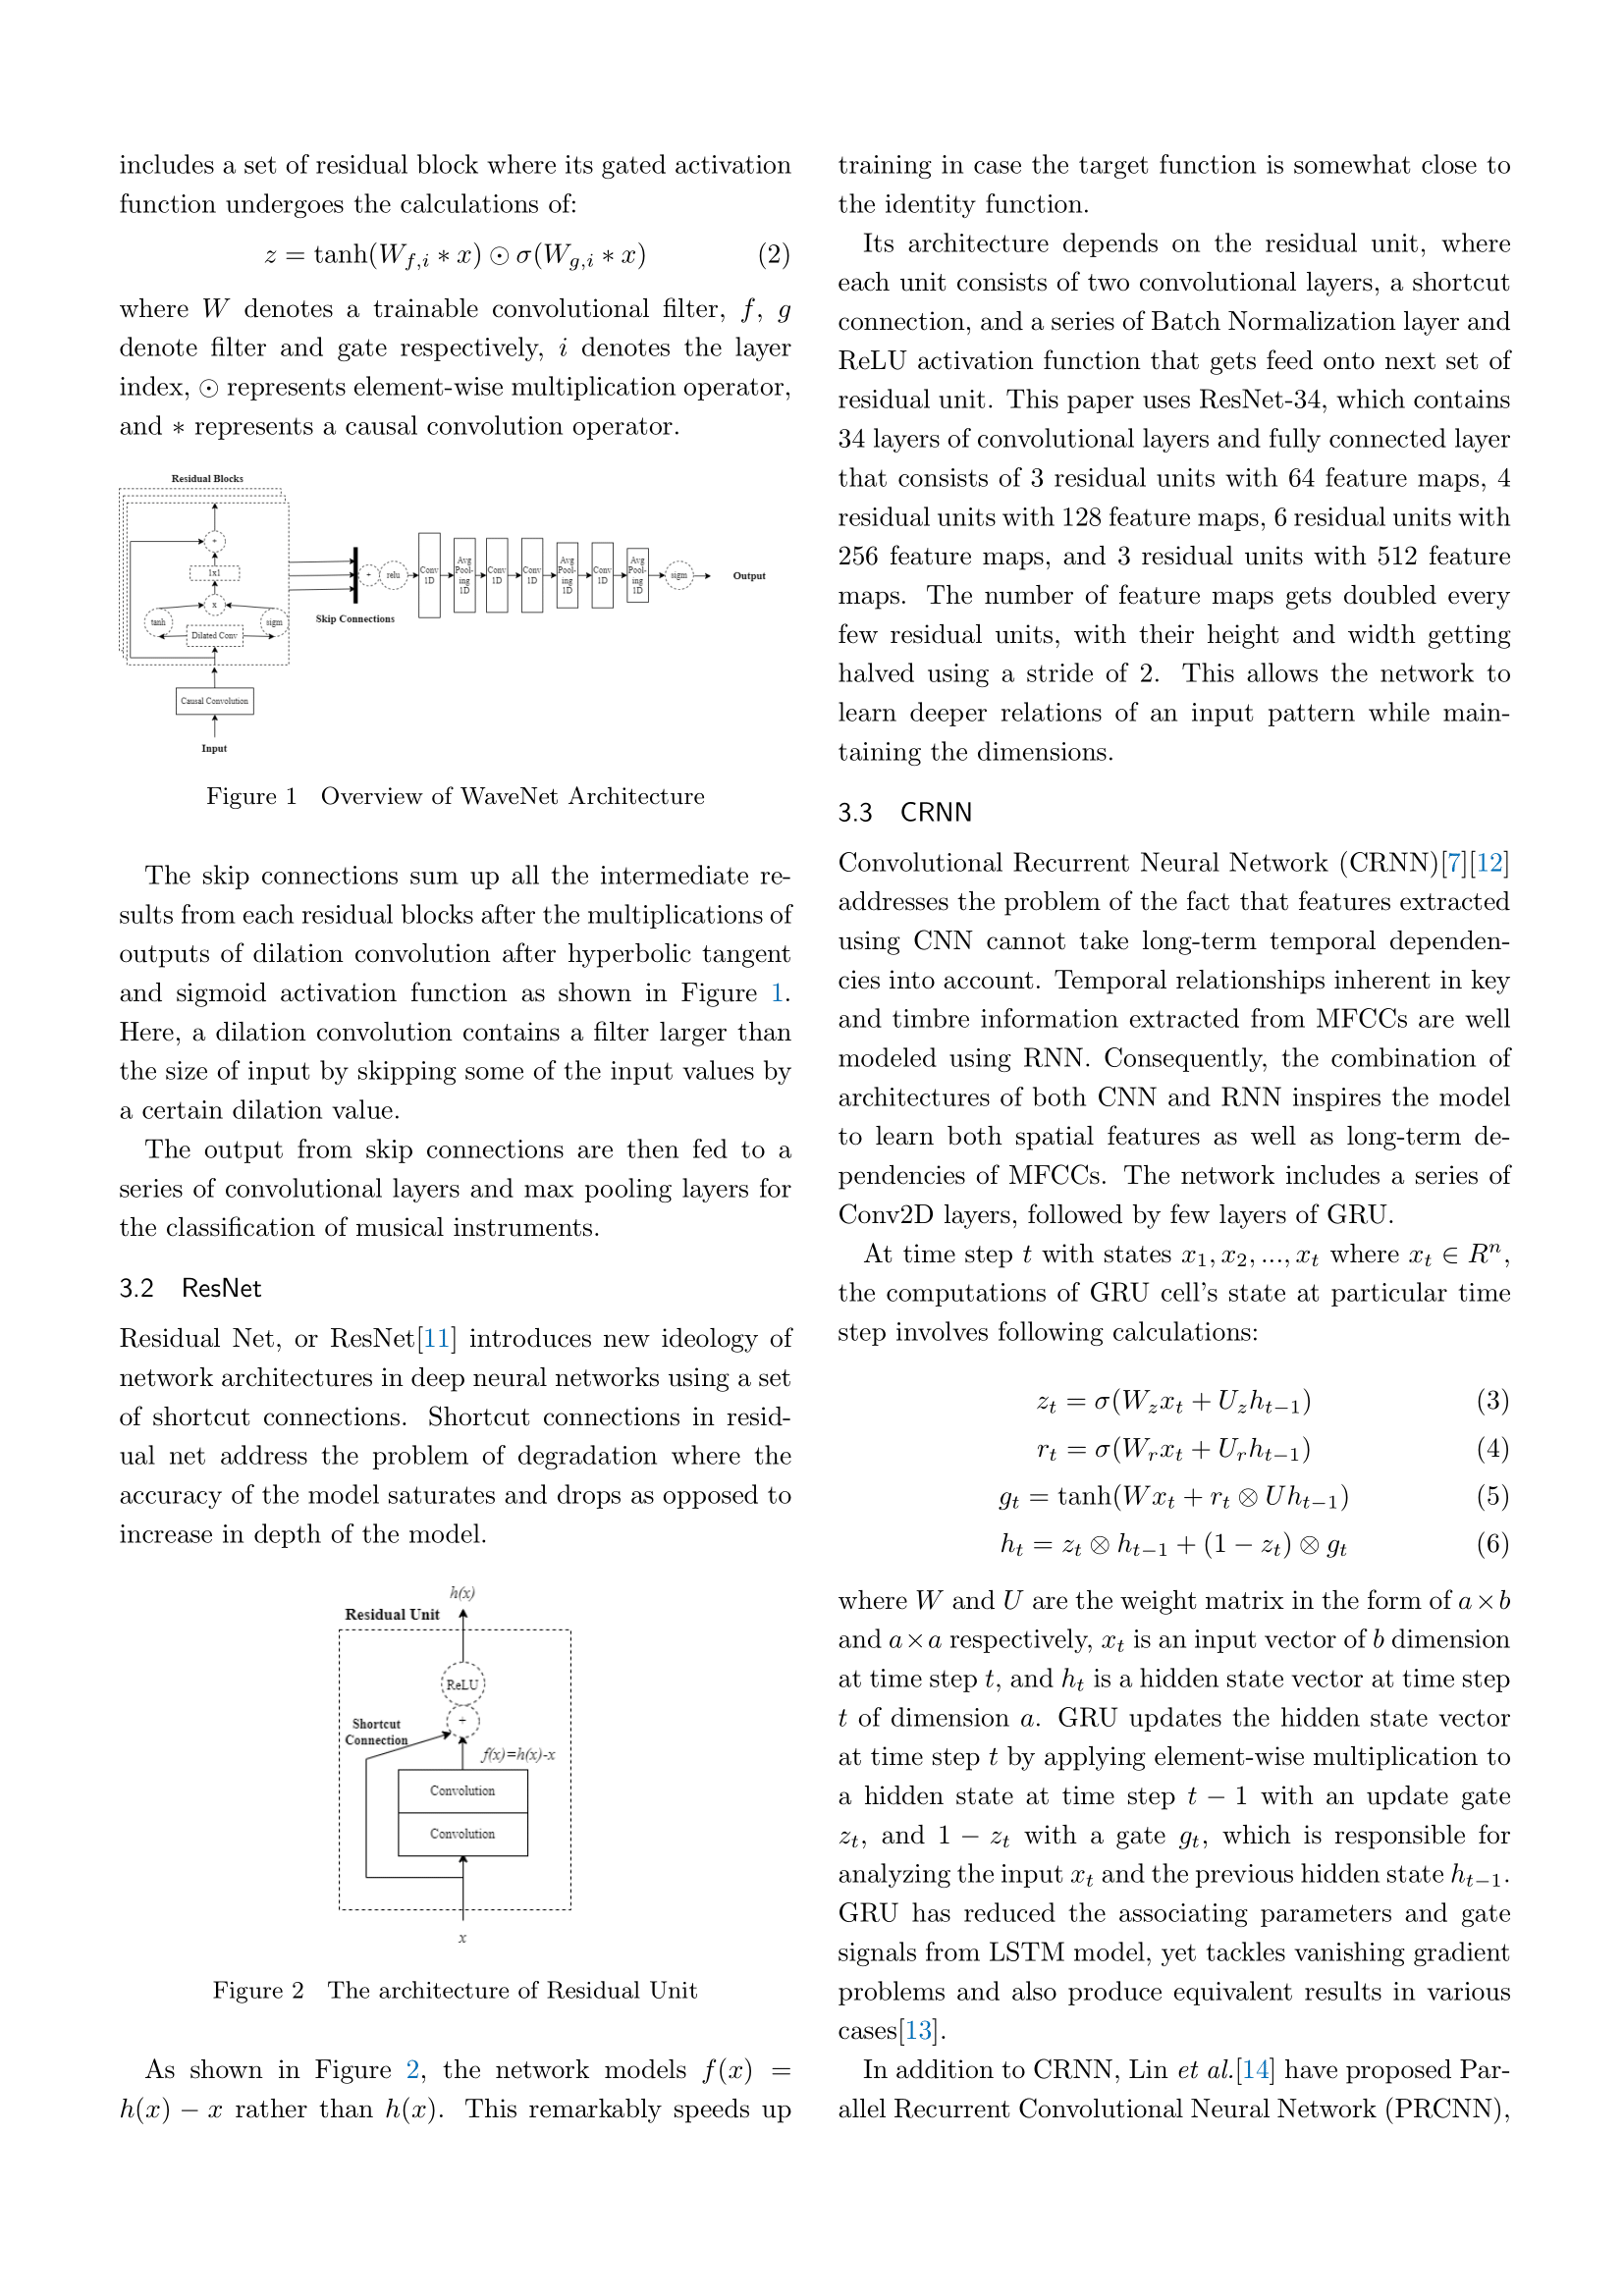 includes a set of residual block where its gated activation
function undergoes the calculations of:
z = tanh(W_{f,i} ∗ x) ⊙ σ(W_{g,i} ∗ x) (2)
where W denotes a trainable convolutional filter, f, g
denote filter and gate respectively, i denotes the layer
index, ⊙ represents element-wise multiplication operator,
and ∗ represents a causal convolution operator.
Residual Blocks
+
1x1
x
tanh
sigm
Dilated Conv
Causal Convolution
Input
Skip Connections
+
relu
Conv
1D
Avg
Pool-
ing
1D
Conv
1D
Conv
1D
Avg
Pool-
ing
1D
Conv
1D
Avg
Pool-
ing
1D
sigm
Output
Figure 1 Overview of WaveNet Architecture
The skip connections sum up all the intermediate re-
sults from each residual blocks after the multiplications of
outputs of dilation convolution after hyperbolic tangent
and sigmoid activation function as shown in Figure 1.
Here, a dilation convolution contains a filter larger than
the size of input by skipping some of the input values by
a certain dilation value.
The output from skip connections are then fed to a
series of convolutional layers and max pooling layers for
the classification of musical instruments.
3.2 ResNet
Residual Net, or ResNet[11] introduces new ideology of
network architectures in deep neural networks using a set
of shortcut connections. Shortcut connections in resid-
ual net address the problem of degradation where the
accuracy of the model saturates and drops as opposed to
increase in depth of the model.
h(x)
Residual Unit
ReLU
+
Shortcut
Connection
f(x)=h(x)-x
Convolution
Convolution
x
Figure 2 The architecture of Residual Unit
As shown in Figure 2, the network models f(x) =
h(x) − x rather than h(x). This remarkably speeds up
training in case the target function is somewhat close to
the identity function.
Its architecture depends on the residual unit, where
each unit consists of two convolutional layers, a shortcut
connection, and a series of Batch Normalization layer and
ReLU activation function that gets feed onto next set of
residual unit. This paper uses ResNet-34, which contains
34 layers of convolutional layers and fully connected layer
that consists of 3 residual units with 64 feature maps, 4
residual units with 128 feature maps, 6 residual units with
256 feature maps, and 3 residual units with 512 feature
maps. The number of feature maps gets doubled every
few residual units, with their height and width getting
halved using a stride of 2. This allows the network to
learn deeper relations of an input pattern while main-
taining the dimensions.
3.3 CRNN
Convolutional Recurrent Neural Network (CRNN)[7][12]
addresses the problem of the fact that features extracted
using CNN cannot take long-term temporal dependen-
cies into account. Temporal relationships inherent in key
and timbre information extracted from MFCCs are well
modeled using RNN. Consequently, the combination of
architectures of both CNN and RNN inspires the model
to learn both spatial features as well as long-term de-
pendencies of MFCCs. The network includes a series of
Conv2D layers, followed by few layers of GRU.
At time step t with states x_1, x_2, ..., x_t where x_t ∈ R^n,
the computations of GRU cell's state at particular time
step involves following calculations:
z_t = σ(W_z x_t + U_z h_{t−1}) (3)
r_t = σ(W_r x_t + U_r h_{t−1}) (4)
g_t = tanh(W x_t + r_t ⊗ U h_{t−1}) (5)
h_t = z_t ⊗ h_{t−1} + (1 − z_t) ⊗ g_t (6)
where W and U are the weight matrix in the form of a × b
and a × a respectively, x_t is an input vector of b dimension
at time step t, and h_t is a hidden state vector at time step
t of dimension a. GRU updates the hidden state vector
at time step t by applying element-wise multiplication to
a hidden state at time step t − 1 with an update gate
z_t, and 1 − z_t with a gate g_t, which is responsible for
analyzing the input x_t and the previous hidden state h_{t−1}.
GRU has reduced the associating parameters and gate
signals from LSTM model, yet tackles vanishing gradient
problems and also produce equivalent results in various
cases[13].
In addition to CRNN, Lin et al.[14] have proposed Par-
allel Recurrent Convolutional Neural Network (PRCNN),